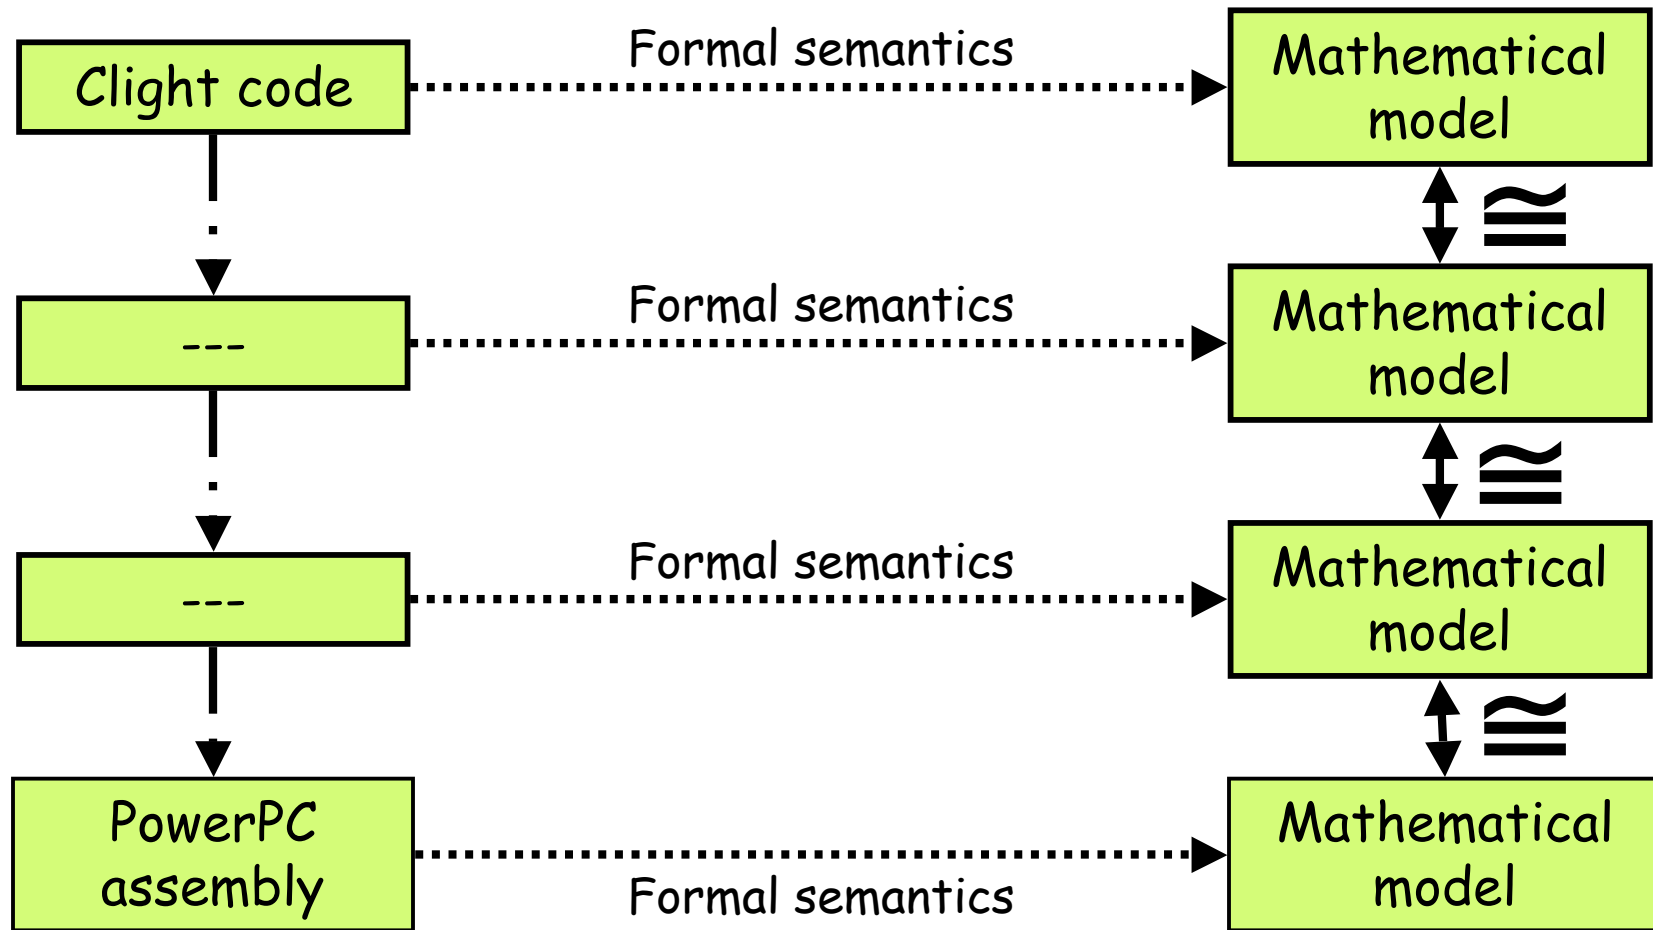 Clight code
Formal semantics
Mathematical
model
≅
---
Formal semantics
Mathematical
model
≅
---
Formal semantics
Mathematical
model
≅
PowerPC
assembly
Formal semantics
Mathematical
model